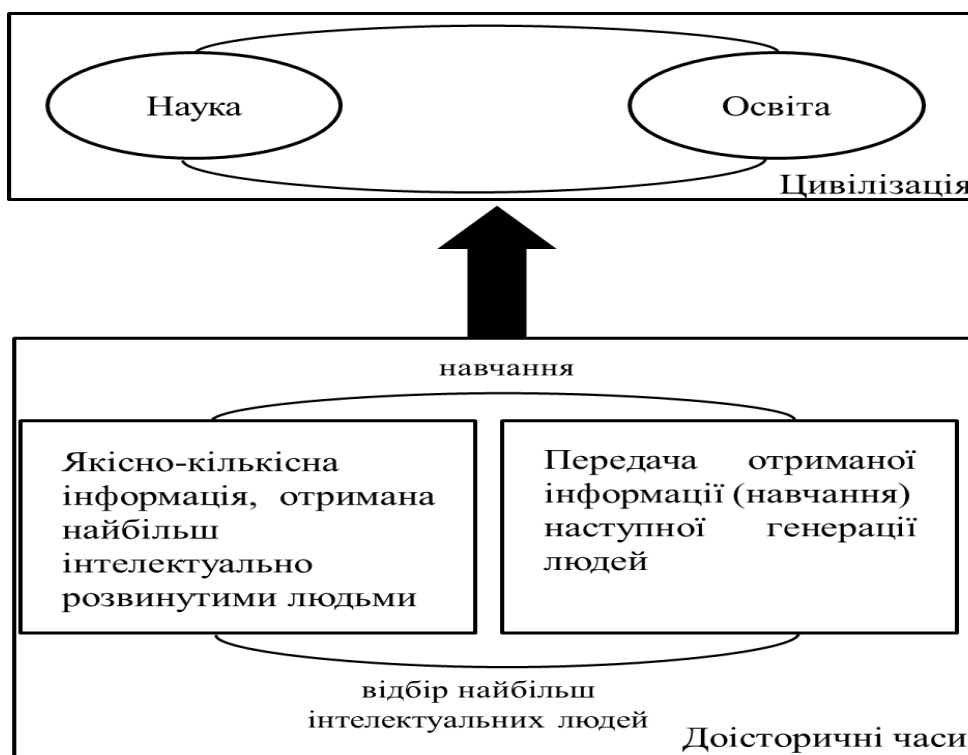 Наука
Освіта
Цивілізація
навчання
Якісно-кількісна
інформація, отримана
найбільш
інтелектуально
розвинутими людьми
Передача отриманої
інформації (навчання)
наступної генерації
людей
відбір найбільш
інтелектуальних людей
Доісторичні часи